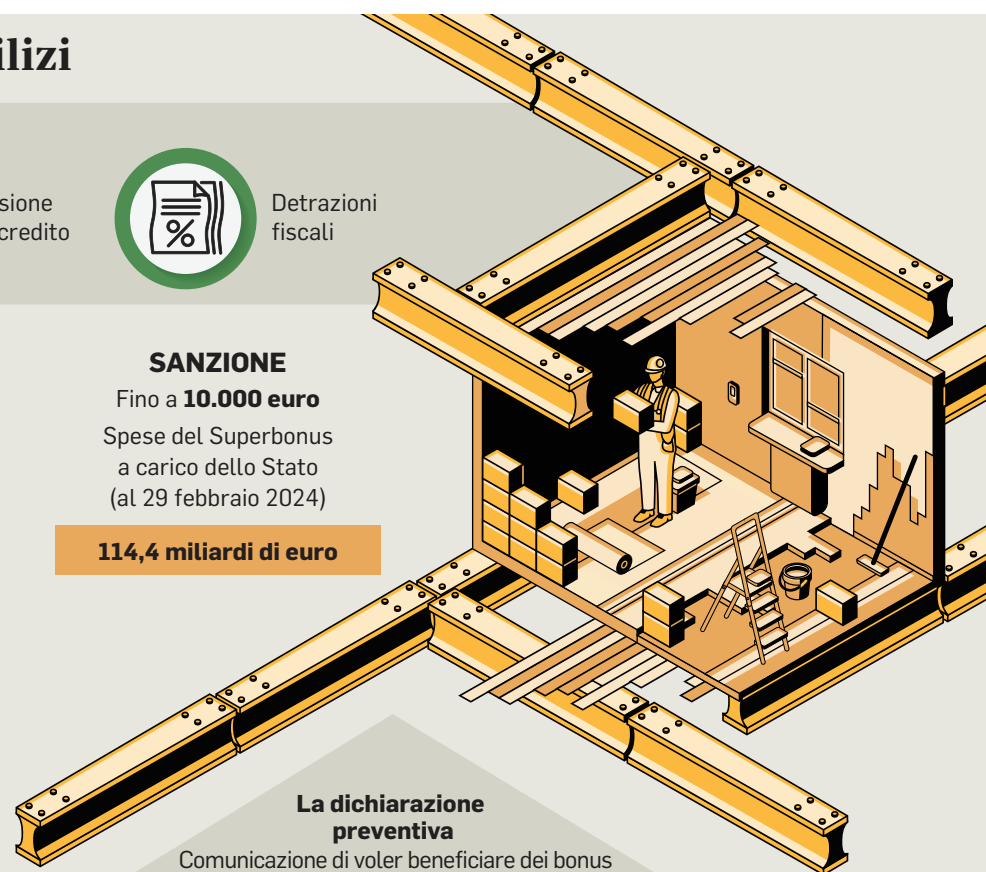 ilizi
sione
credito
%
Detrazioni
fiscali
SANZIONE
Fino a 10.000 euro
Spese del Superbonus
a carico dello Stato
(al 29 febbraio 2024)
114,4 miliardi di euro
La dichiarazione
preventiva
Comunicazione di voler beneficiare dei bonus